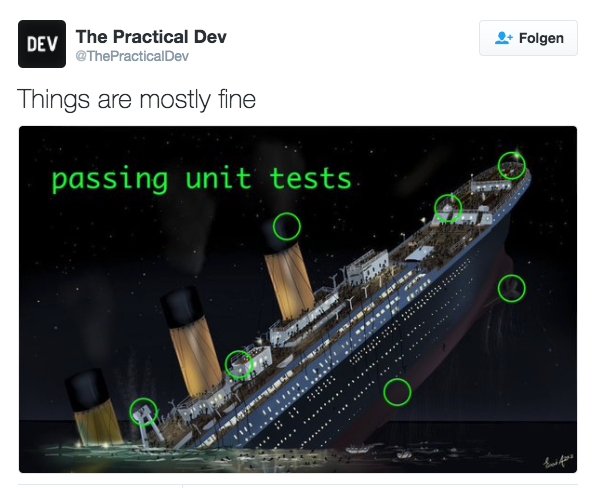 DEV
The Practical Dev
@ThePracticalDev
Folgen
Things are mostly fine
passing unit tests